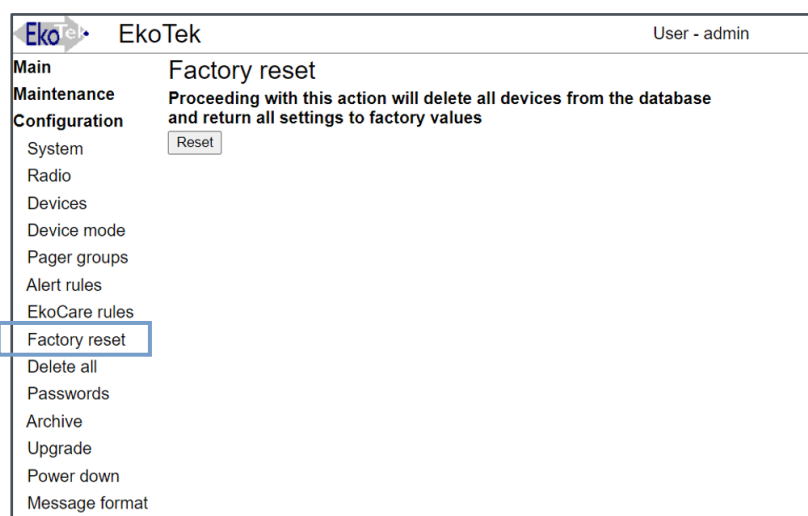 EkoTek EkoTek User - admin
Main
Maintenance
Configuration
System
Radio
Devices
Device mode
Pager groups
Alert rules
EkoCare rules
Factory reset
Delete all
Passwords
Archive
Upgrade
Power down
Message format
Factory reset
Proceeding with this action will delete all devices from the database
and return all settings to factory values
Reset